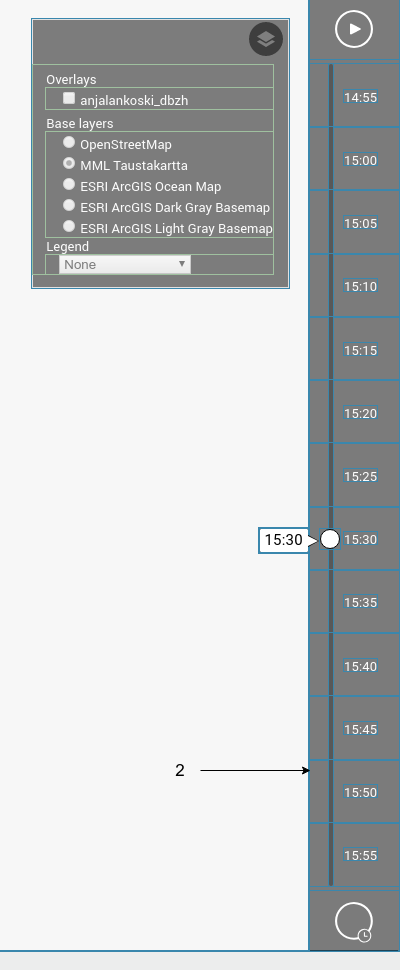 Overlays
anjalankoski_dbzh
Base layers
OpenStreetMap
MML Taustakartta
ESRI ArcGIS Ocean Map
ESRI ArcGIS Dark Gray Basemap
ESRI ArcGIS Light Gray Basemap
Legend
None
14:55
15:00
15:05
15:10
15:15
15:20
15:25
15:30
15:30
15:35
15:40
15:45
2
15:50
15:55